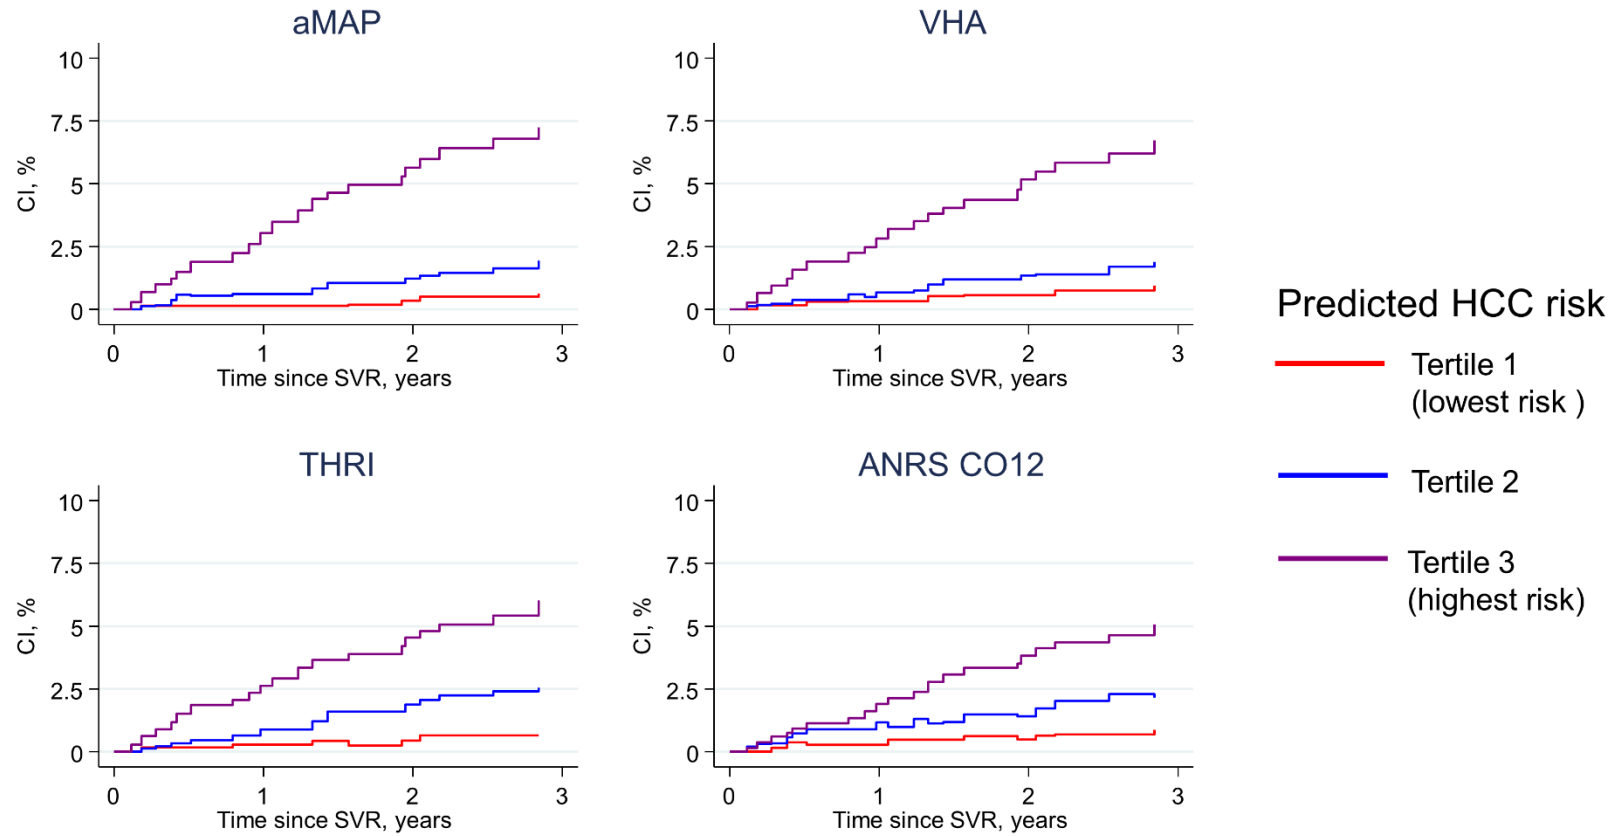 aMAP
10
7.5
5
2.5
0
CI, %
0 1 2 3
Time since SVR, years
VHA
10
7.5
5
2.5
0
CI, %
0 1 2 3
Time since SVR, years
THRI
10
7.5
5
2.5
0
CI, %
0 1 2 3
Time since SVR, years
ANRS CO12
10
7.5
5
2.5
0
CI, %
0 1 2 3
Time since SVR, years
Predicted HCC risk
Tertile 1
(lowest risk )
Tertile 2
Tertile 3
(highest risk)